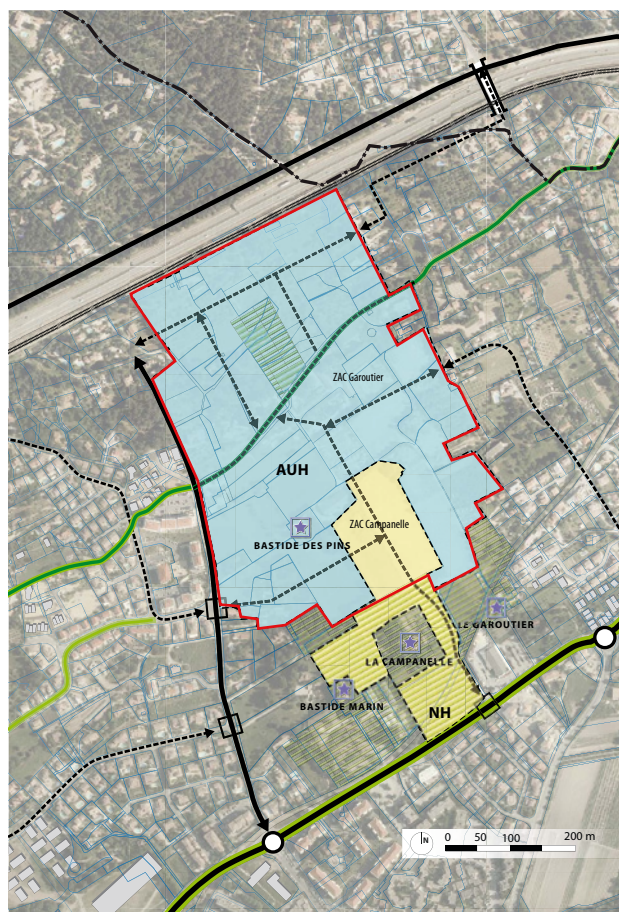 ZAC Garoutier
AUH
ZAC Campanelle
BASTIDE DES PINS
LE GAROUTIER
LA CAMPANELLE
BASTIDE MARIN
NH
N
0 50 100 200 m